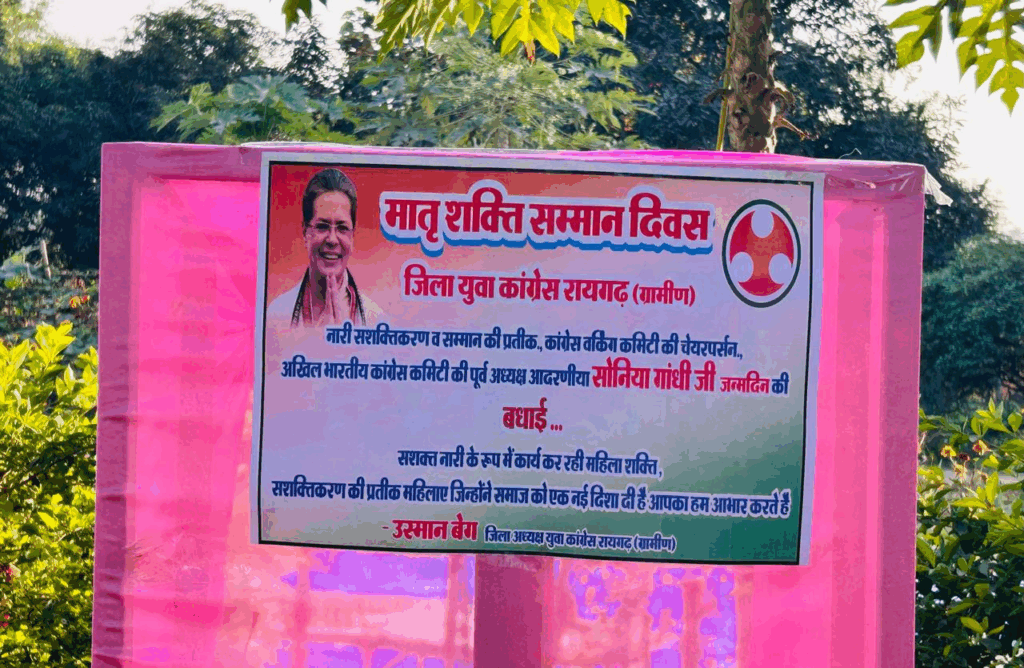 मातृ शक्ति सम्मान दिवस
जिला युवा कांग्रेस रायगढ़ (ग्रामीण)
नारी सशक्तिकरण व सम्मान की प्रतीक., कांग्रेस वर्किंग कमिटी की चेयरपर्सन.,
अखिल भारतीय कांग्रेस कमिटी की पूर्व अध्यक्ष आदरणीया सोनिया गांधी जी जन्मदिन की
बधाई ...
सशक्त नारी के रूप में कार्य कर रही महिला शक्ति,
सशक्तिकरण की प्रतीक महिलाए जिन्होंने समाज को एक नई दिशा दी है आपका हम आभार करते है
- उस्मान बेग जिला अध्यक्ष युवा कांग्रेस रायगढ़ (ग्रामीण)